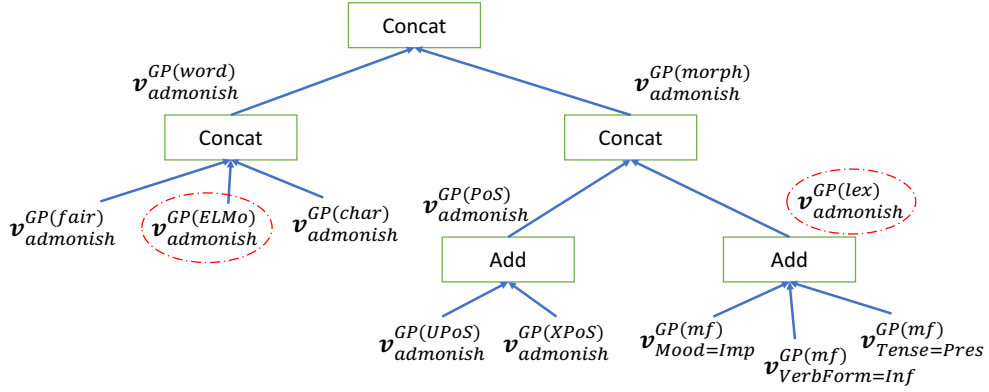 Concat
v^{GP(word)}_{admonish}
v^{GP(morph)}_{admonish}
Concat
Concat
v^{GP(fair)}_{admonish}
v^{GP(ELMo)}_{admonish}
v^{GP(char)}_{admonish}
v^{GP(PoS)}_{admonish}
v^{GP(lex)}_{admonish}
Add
Add
v^{GP(UPoS)}_{admonish}
v^{GP(XPoS)}_{admonish}
v^{GP(mf)}_{Mood=Imp}
v^{GP(mf)}_{VerbForm=Inf}
v^{GP(mf)}_{Tense=Pres}